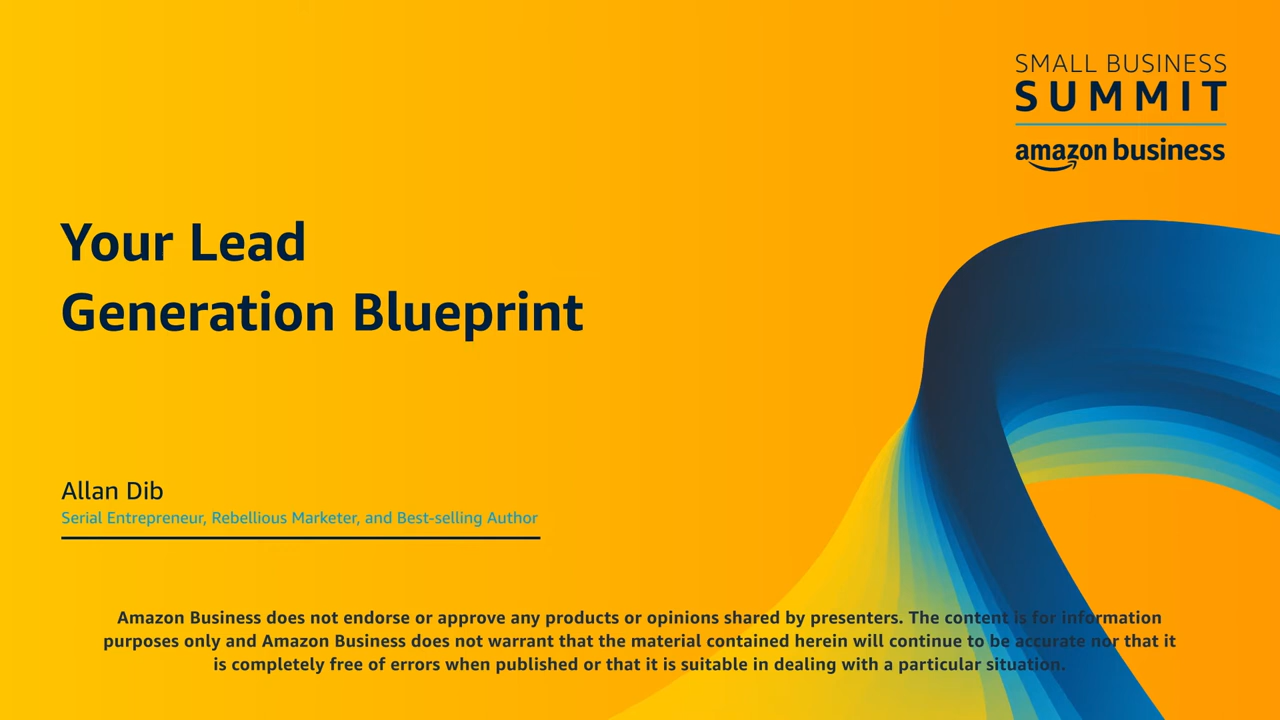 SMALL BUSINESS
SUMMIT
amazon business
Your Lead
Generation Blueprint
Allan Dib
Serial Entrepreneur, Rebellious Marketer, and Best-selling Author
Amazon Business does not endorse or approve any products or opinions shared by presenters. The content is for information
purposes only and Amazon Business does not warrant that the material contained herein will continue to be accurate nor that it
is completely free of errors when published or that it is suitable in dealing with a particular situation.